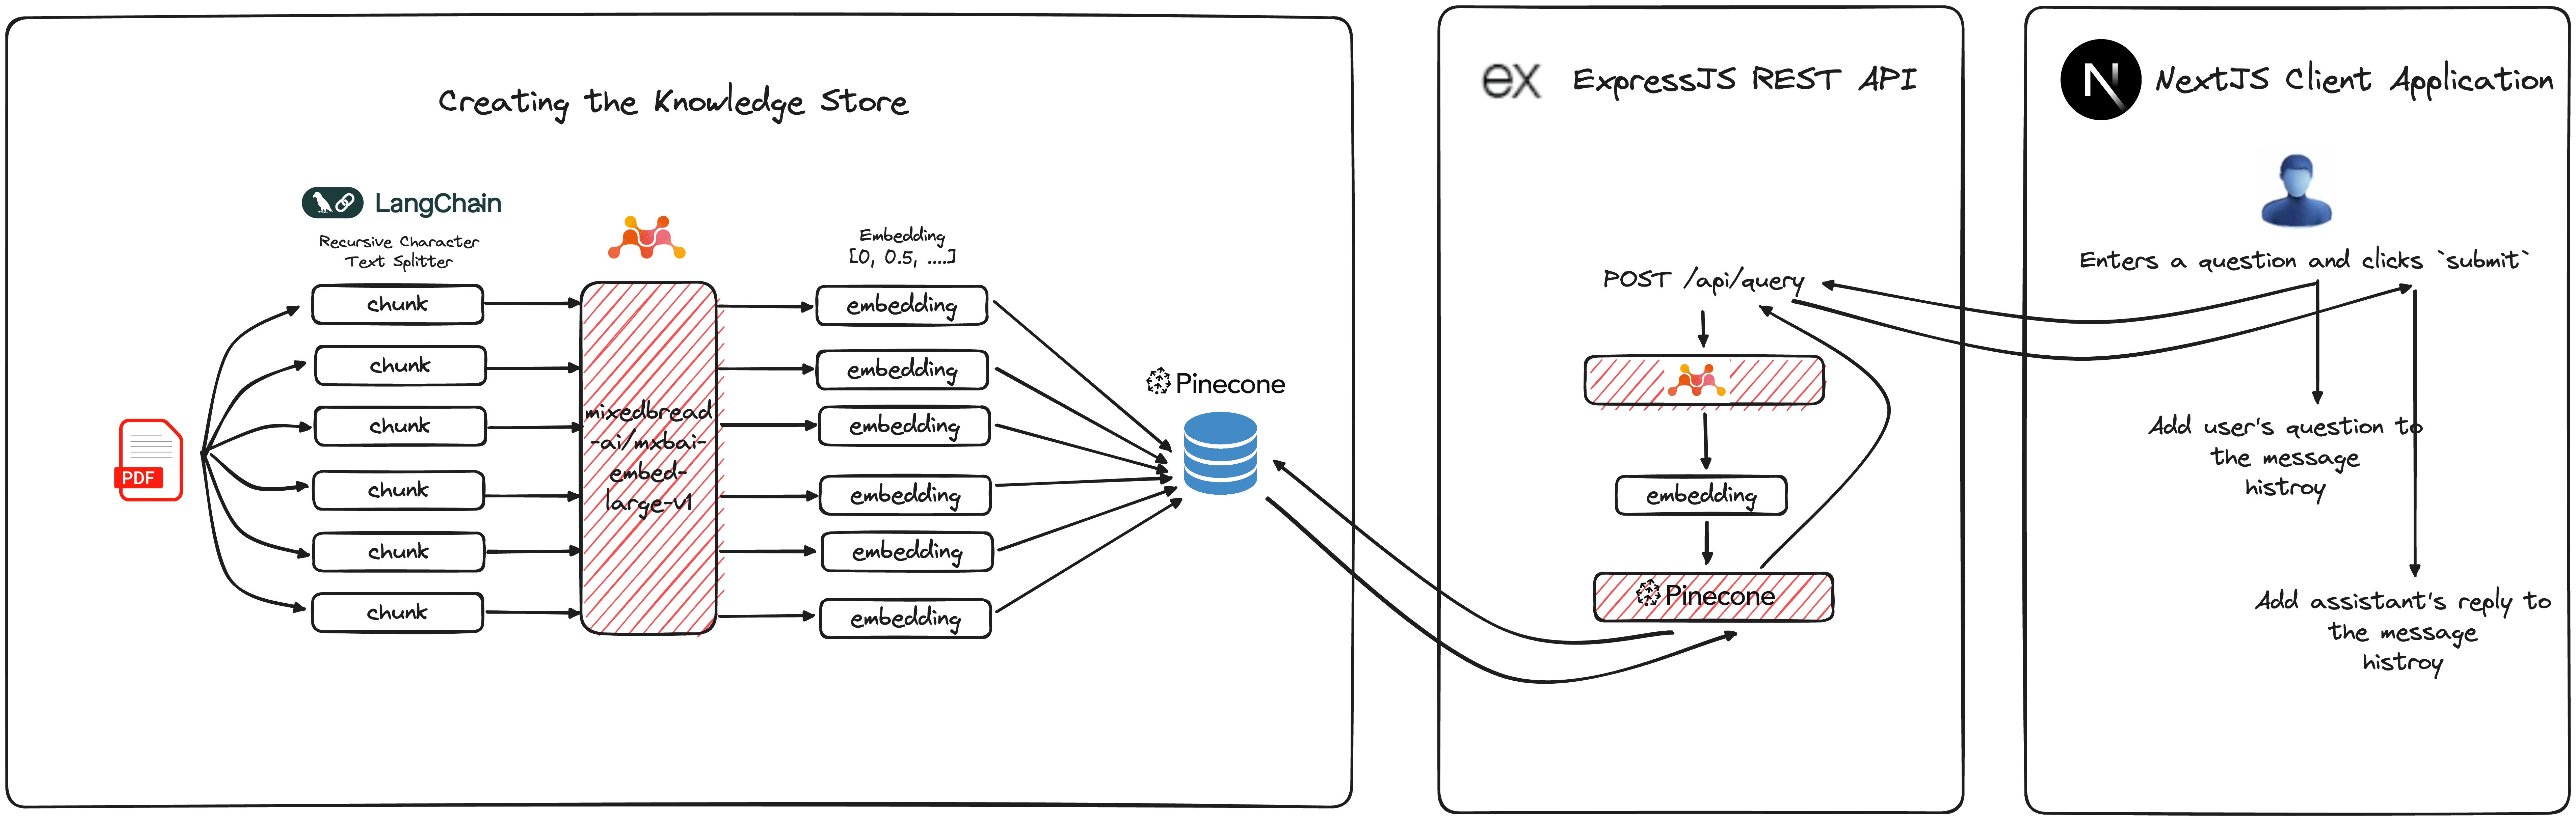 Creating the Knowledge Store
LangChain
Recursive Character
Text Splitter
chunk
chunk
chunk
chunk
chunk
chunk
PDF
mixedbread
-ai/mxbai-
embed-
large-v1
Embedding
[0, 0.5, ....]
embedding
embedding
embedding
embedding
embedding
embedding
Pinecone
ex
ExpressJS REST API
POST /api/query
embedding
Pinecone
N
NextJS Client Application
Enters a question and clicks `submit`
Add user's question to
the message
histroy
Add assistant's reply to
the message
histroy